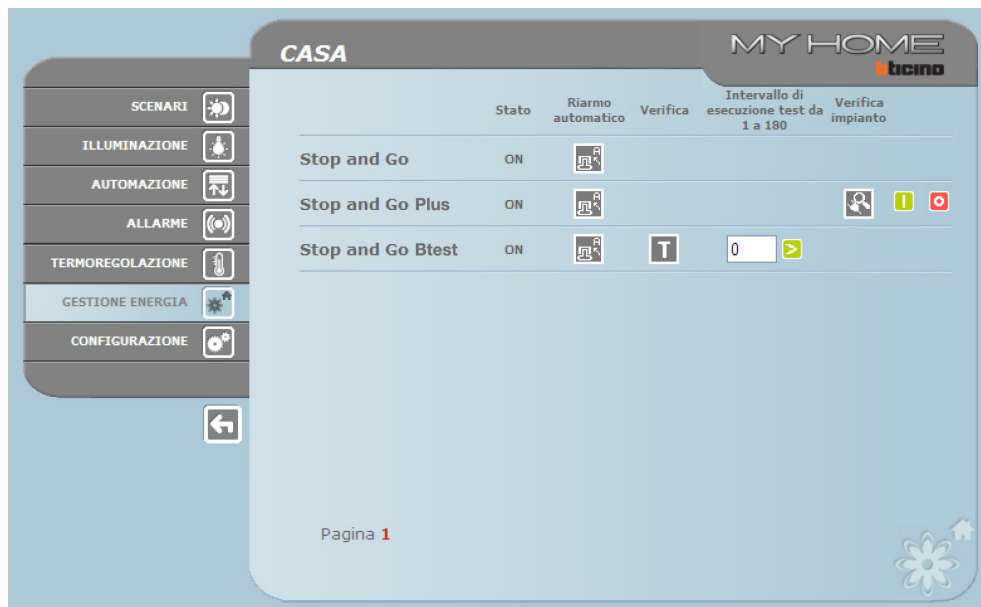 CASA
MY HOME
bticino
SCENARI
ILLUMINAZIONE
AUTOMAZIONE
ALLARME
TERMOREGOLAZIONE
GESTIONE ENERGIA
CONFIGURAZIONE
Stato
Riarmo
automatico
Verifica
Intervallo di
esecuzione test da
1 a 180
Verifica
impianto
Stop and Go ON A
Stop and Go Plus ON A
Stop and Go Btest ON A T 0 >
Pagina 1